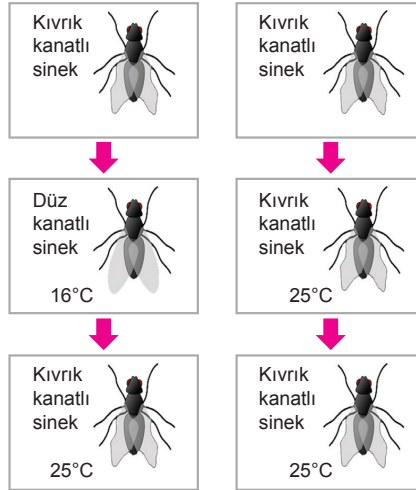 Kıvrık
kanatlı
sinek
Kıvrık
kanatlı
sinek
Düz
kanatlı
sinek
16°C
Kıvrık
kanatlı
sinek
25°C
Kıvrık
kanatlı
sinek
25°C
Kıvrık
kanatlı
sinek
25°C